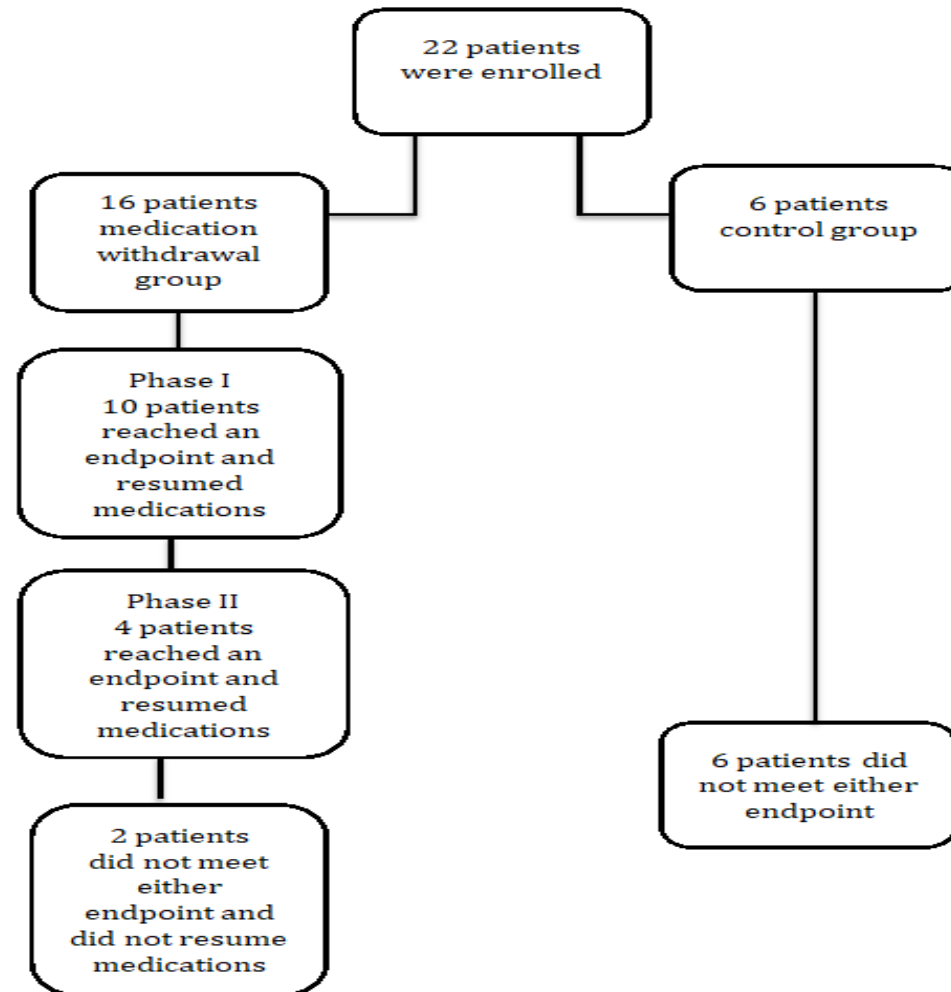 22 patients
were enrolled
16 patients
medication
withdrawal
group
6 patients
control group
Phase I
10 patients
reached an
endpoint and
resumed
medications
Phase II
4 patients
reached an
endpoint and
resumed
medications
6 patients did
not meet either
endpoint
2 patients
did not meet
either
endpoint and
did not resume
medications